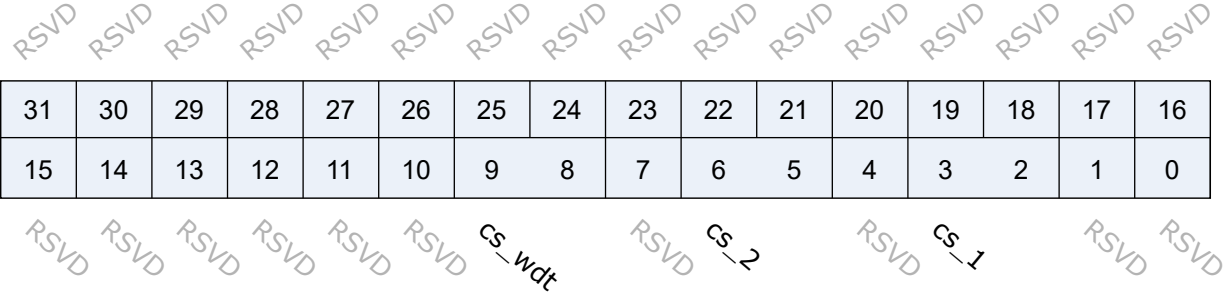 RSVD RSVD RSVD RSVD RSVD RSVD RSVD RSVD RSVD RSVD RSVD RSVD RSVD RSVD RSVD RSVD
31 30 29 28 27 26 25 24 23 22 21 20 19 18 17 16
15 14 13 12 11 10 9 8 7 6 5 4 3 2 1 0
RSVD RSVD RSVD RSVD RSVD RSVD cs_wdt RSVD cs_2 RSVD cs_1 RSVD RSVD